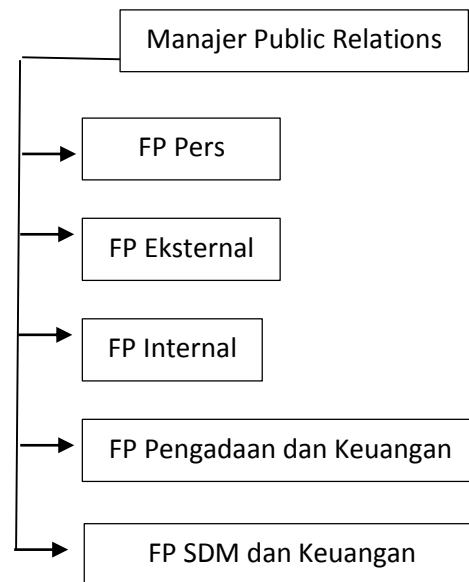 Manajer Public Relations
FP Pers
FP Eksternal
FP Internal
FP Pengadaan dan Keuangan
FP SDM dan Keuangan